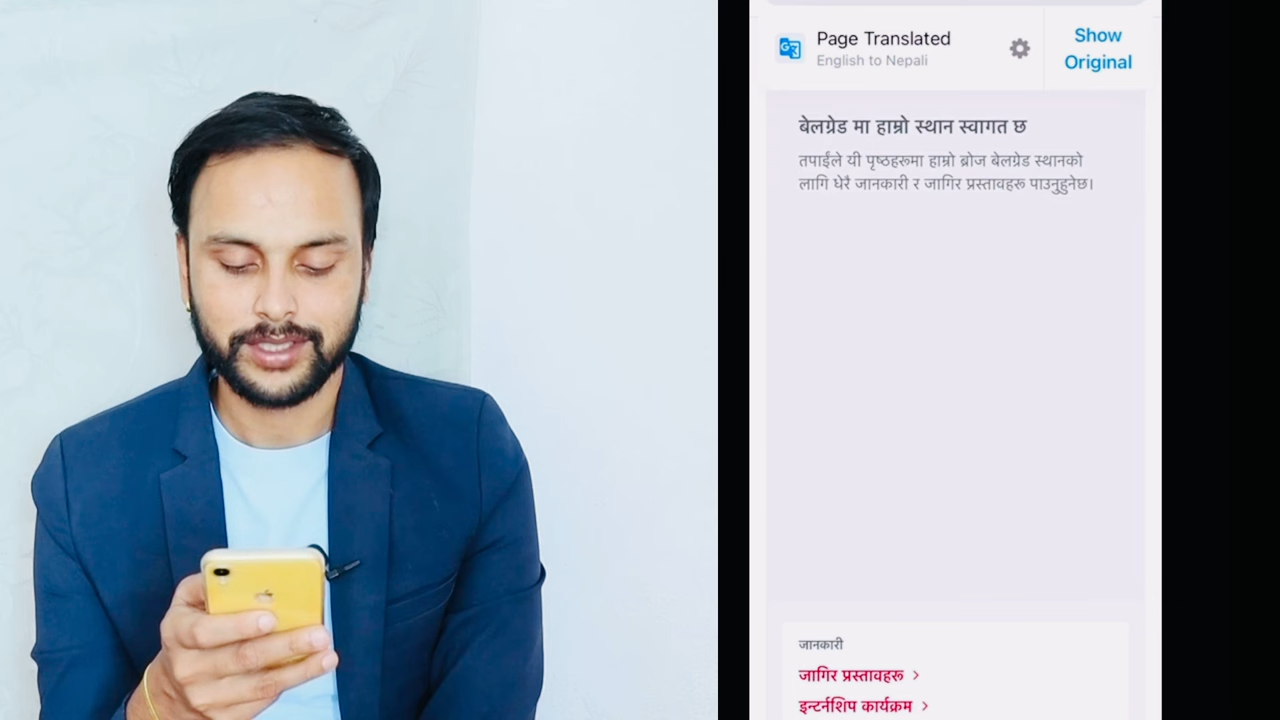 Page Translated
English to Nepali
Show
Original
बेलग्रेड मा हाम्रो स्थान स्वागत छ
तपाईंले यी पृष्ठहरूमा हाम्रो ब्रोज बेलग्रेड स्थानको
लागि धेरै जानकारी र जागिर प्रस्तावहरू पाउनुहुनेछ।
जानकारी
जागिर प्रस्तावहरू
इन्टर्नशिप कार्यक्रम